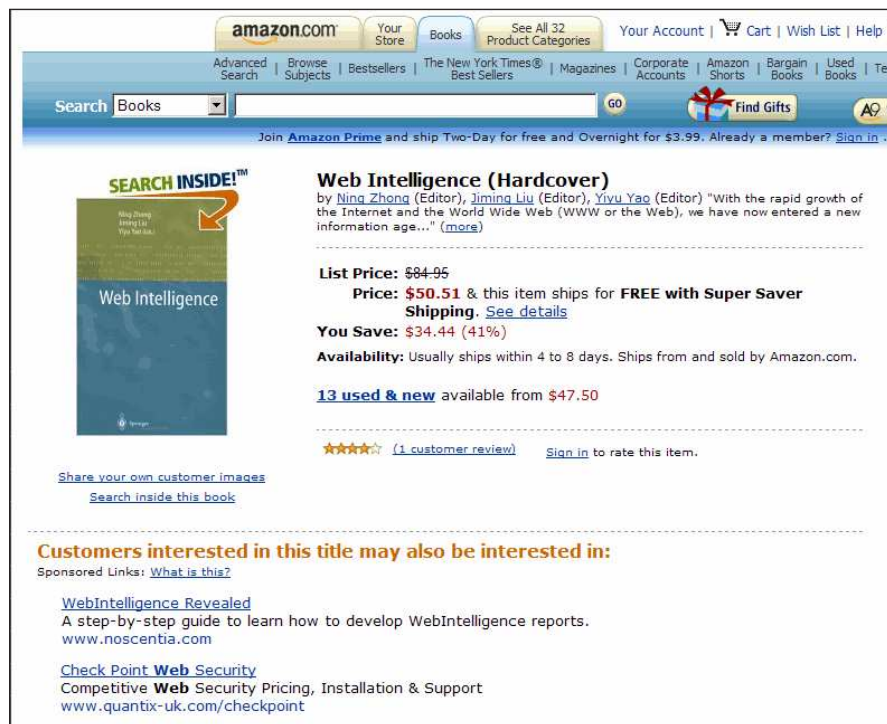 amazon.com
Your Store
Books
See All 32 Product Categories
Your Account | Cart | Wish List | Help
Advanced Search | Browse Subjects | Bestsellers | The New York Times® Best Sellers | Magazines | Corporate Accounts | Amazon Shorts | Bargain Books | Used Books | Te
Search Books GO Find Gifts A9
Join Amazon Prime and ship Two-Day for free and Overnight for $3.99. Already a member? Sign in .
SEARCH INSIDE!™
Ning Zhong
Jiming Liu
Web Intelligence
Springer
Share your own customer images
Search inside this book
Web Intelligence (Hardcover)
by Ning Zhong (Editor), Jiming Liu (Editor), Yiyu Yao (Editor) "With the rapid growth of
the Internet and the World Wide Web (WWW or the Web), we have now entered a new
information age..." (more)
List Price: $84.95
Price: $50.51 & this item ships for FREE with Super Saver
Shipping. See details
You Save: $34.44 (41%)
Availability: Usually ships within 4 to 8 days. Ships from and sold by Amazon.com.
13 used & new available from $47.50
(1 customer review) Sign in to rate this item.
Customers interested in this title may also be interested in:
Sponsored Links: What is this?
WebIntelligence Revealed
A step-by-step guide to learn how to develop WebIntelligence reports.
www.noscentia.com
Check Point Web Security
Competitive Web Security Pricing, Installation & Support
www.quantix-uk.com/checkpoint